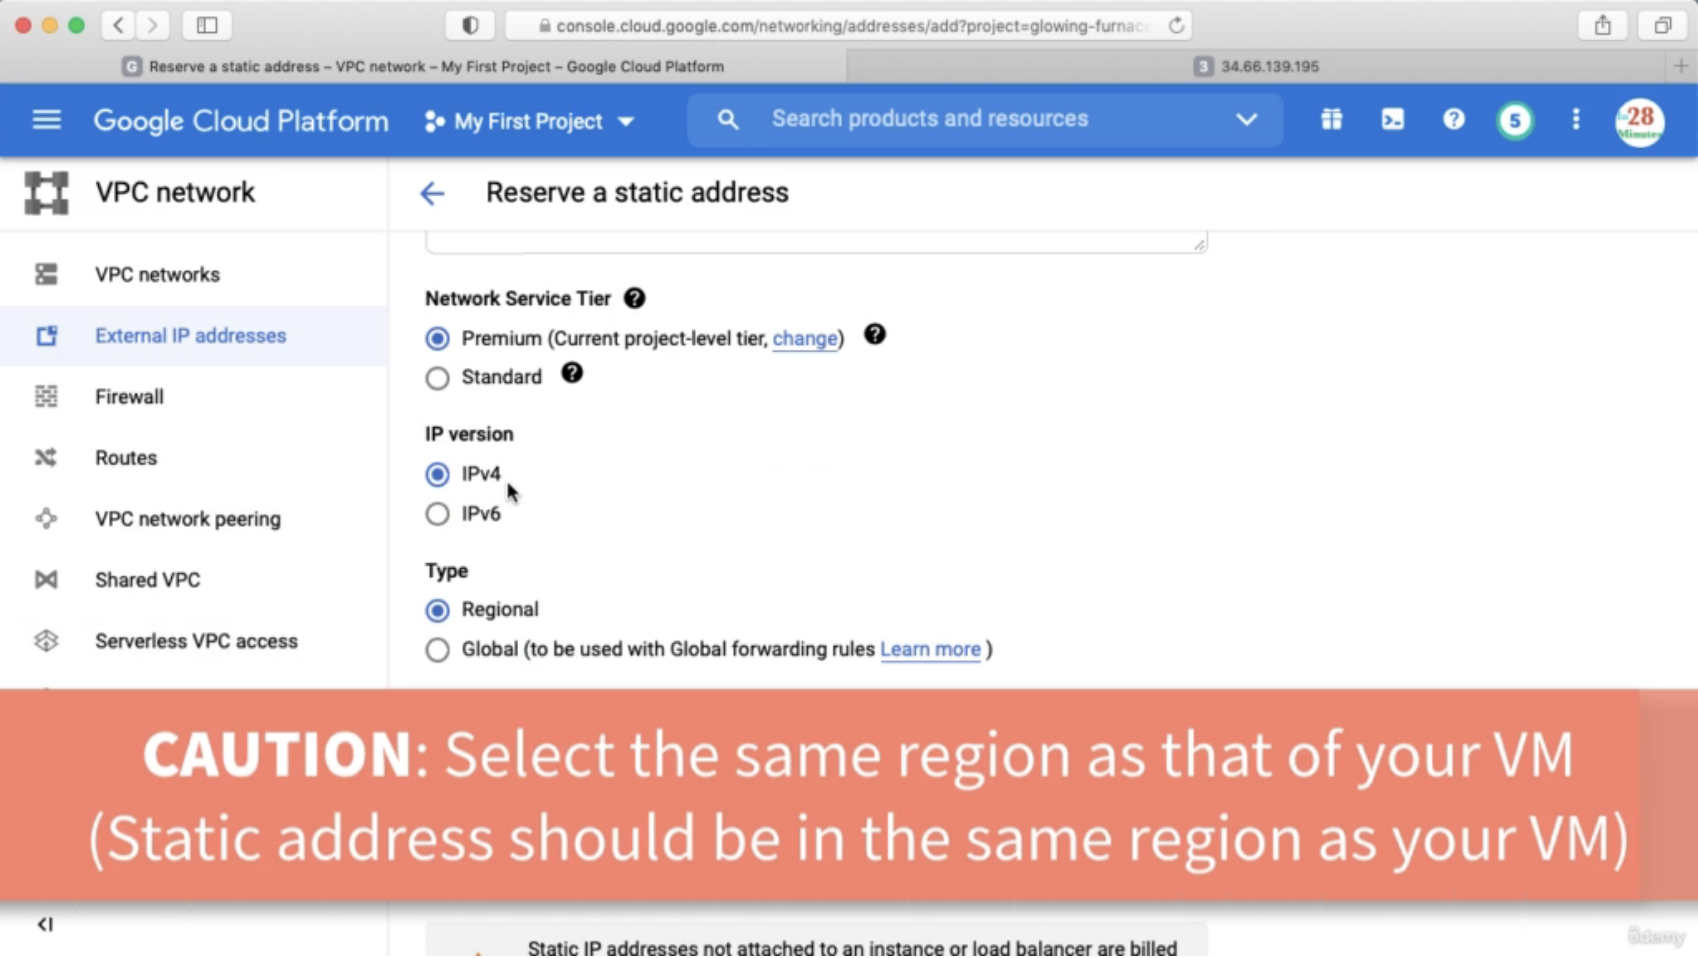 console.cloud.google.com/networking/addresses/add?project=glowing-furnac
G Reserve a static address – VPC network – My First Project – Google Cloud Platform
3 34.66.139.195
Google Cloud Platform
My First Project
Search products and resources
5
28
Minutes
VPC network
Reserve a static address
VPC networks
External IP addresses
Firewall
Routes
VPC network peering
Shared VPC
Serverless VPC access
Network Service Tier
Premium (Current project-level tier, change)
Standard
IP version
IPv4
IPv6
Type
Regional
Global (to be used with Global forwarding rules Learn more )
CAUTION: Select the same region as that of your VM
(Static address should be in the same region as your VM)
Static IP addresses not attached to an instance or load balancer are billed
ûdemy